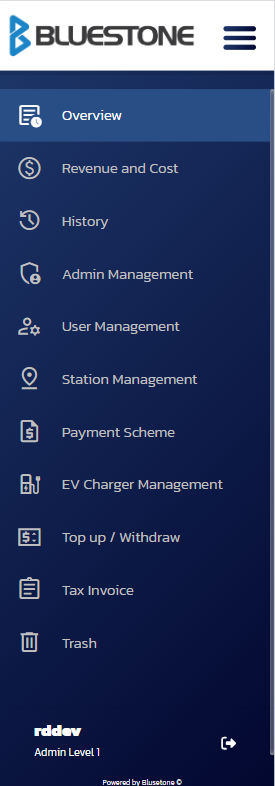 BLUESTONE
Overview
Revenue and Cost
History
Admin Management
User Management
Station Management
Payment Scheme
EV Charger Management
Top up / Withdraw
Tax Invoice
Trash
rddev
Admin Level 1
Powered by Blusetone ©